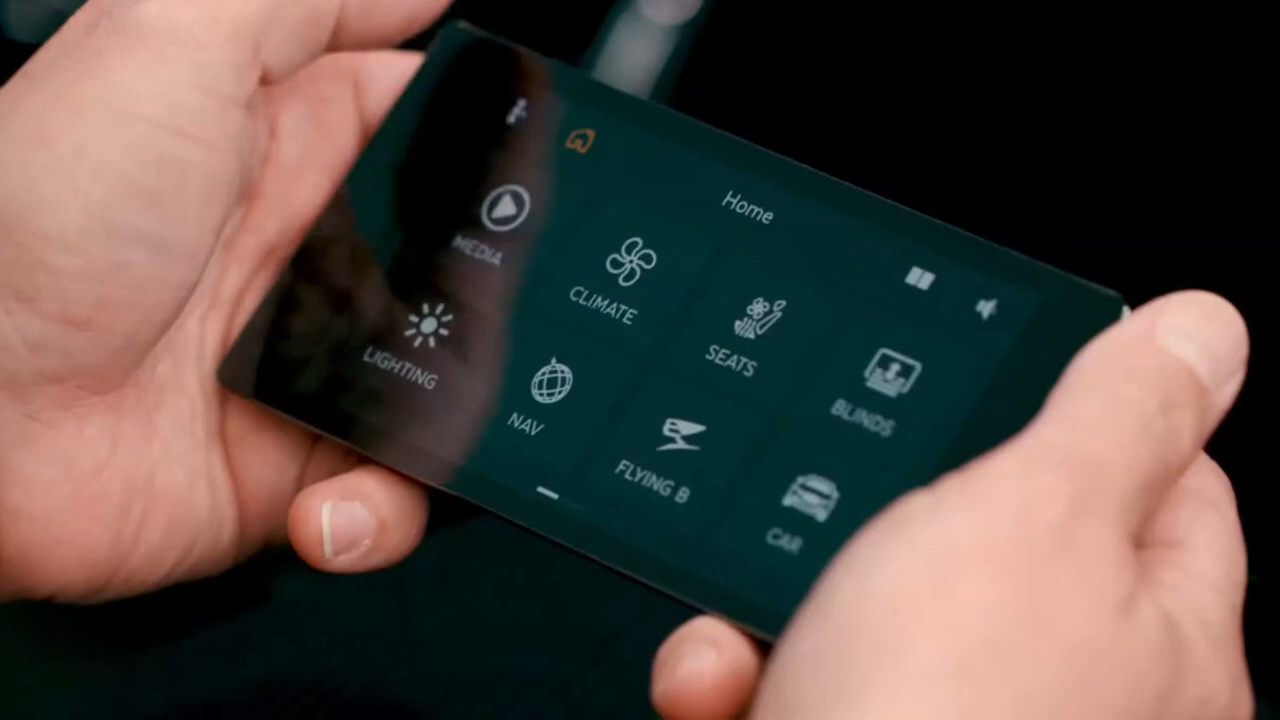 Home
MEDIA
CLIMATE
SEATS
BLINDS
LIGHTING
NAV
FLYING B
CAR